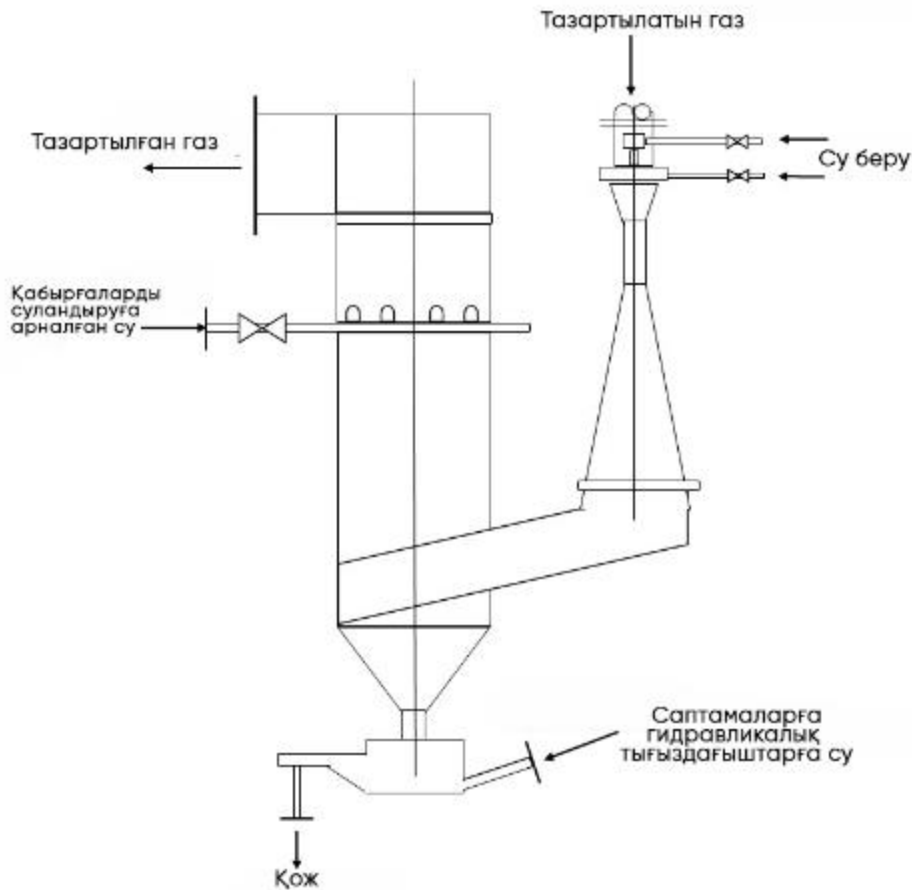 Тазартылатын газ
Тазартылған газ
Су беру
Қабырғаларды
суландыруға
арналған су
Саптамаларға
гидравликалық
тығыздағыштарға су
Қож